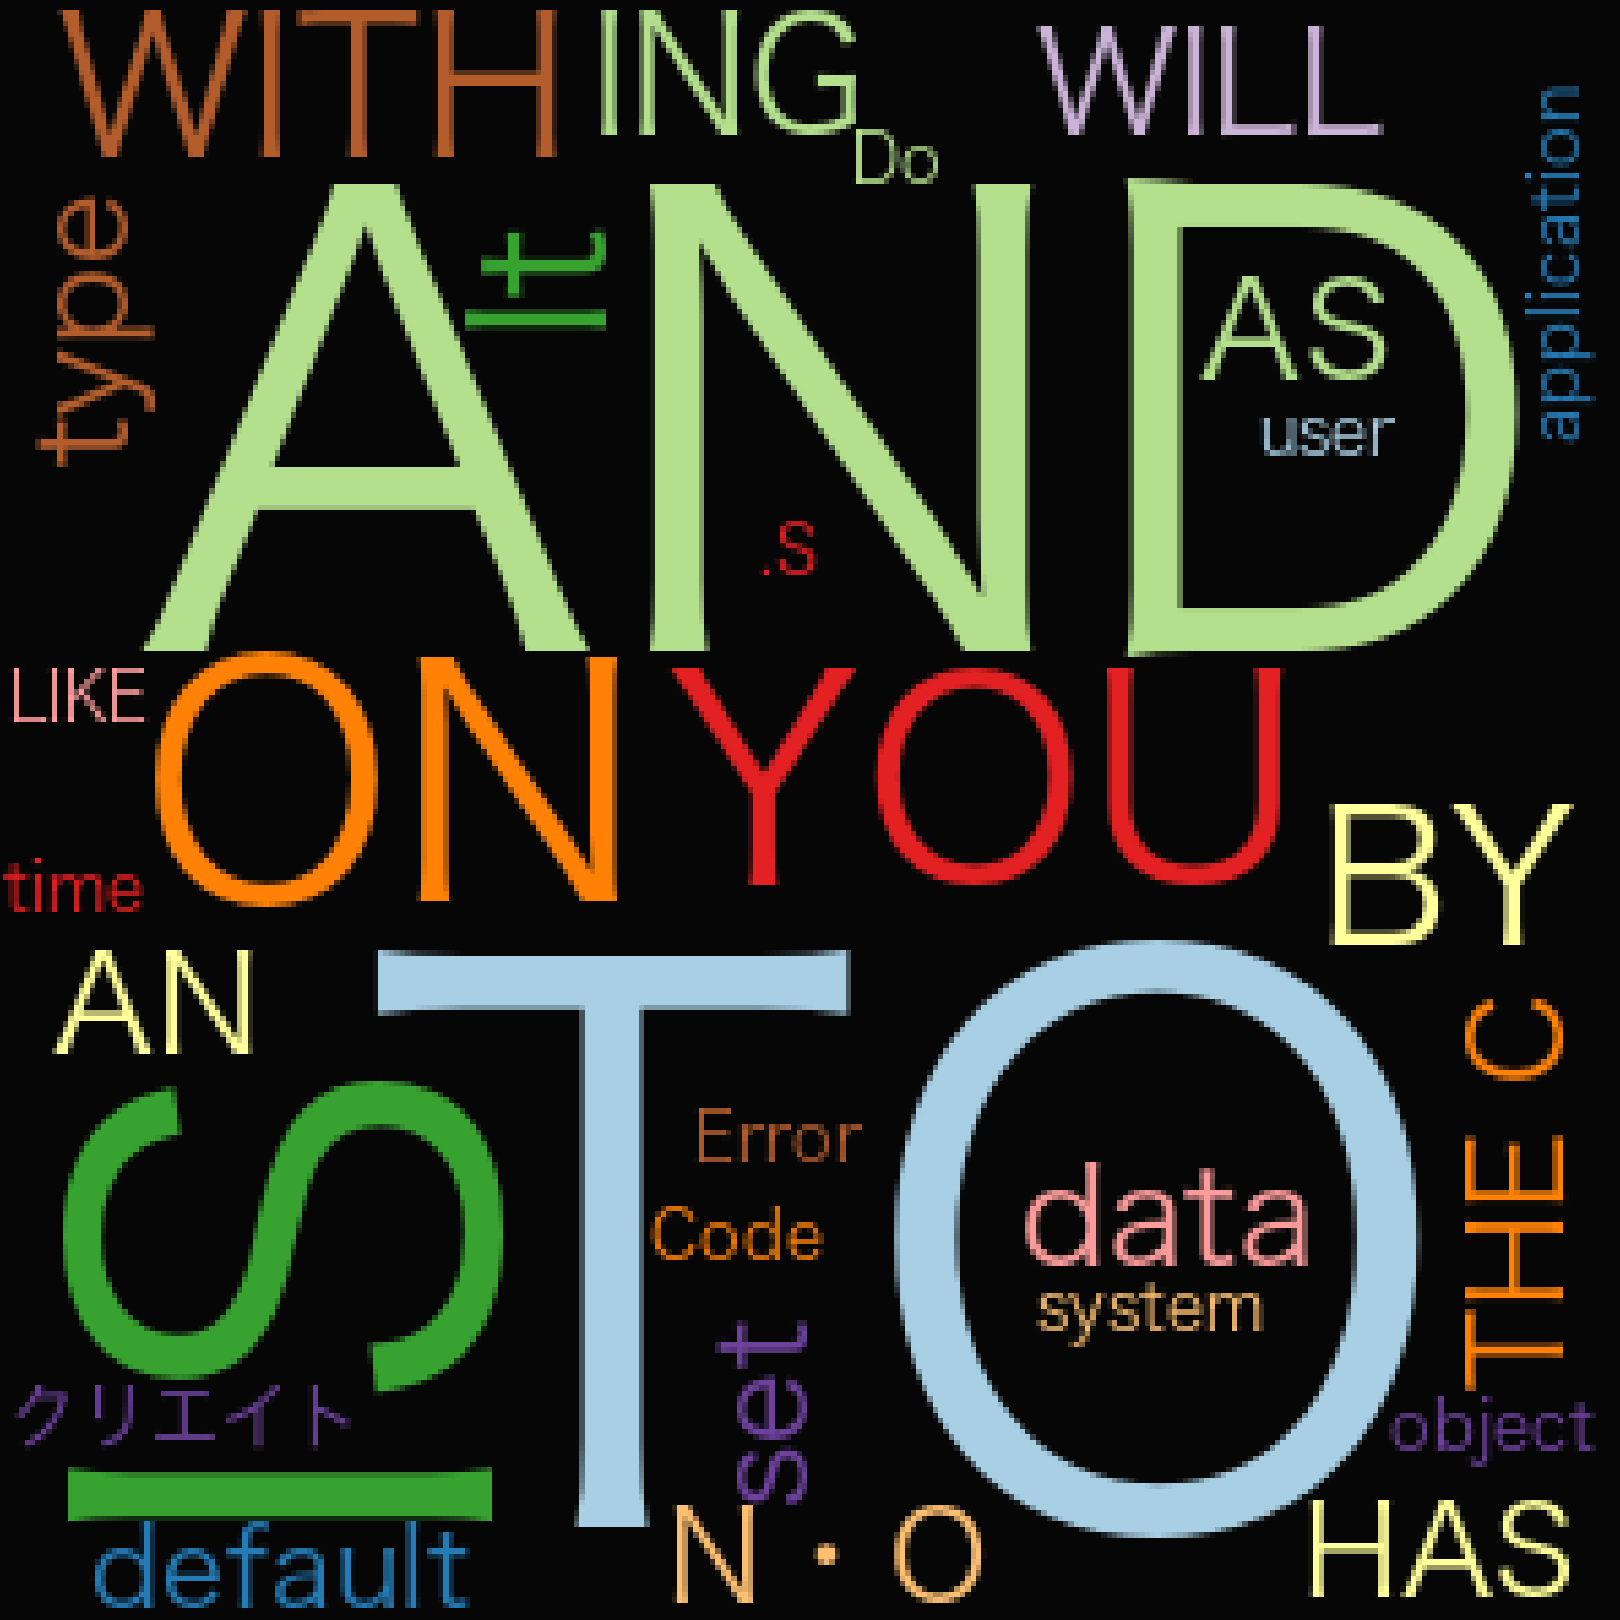 WITH
ING
WILL
Do
application
type
It
AND
AS
user
.s
LIKE
ON
YOU
time
BY
AN
TO
THE C
IS
Error
Code
data
system
set
クリエイト
object
default
N・O
HAS